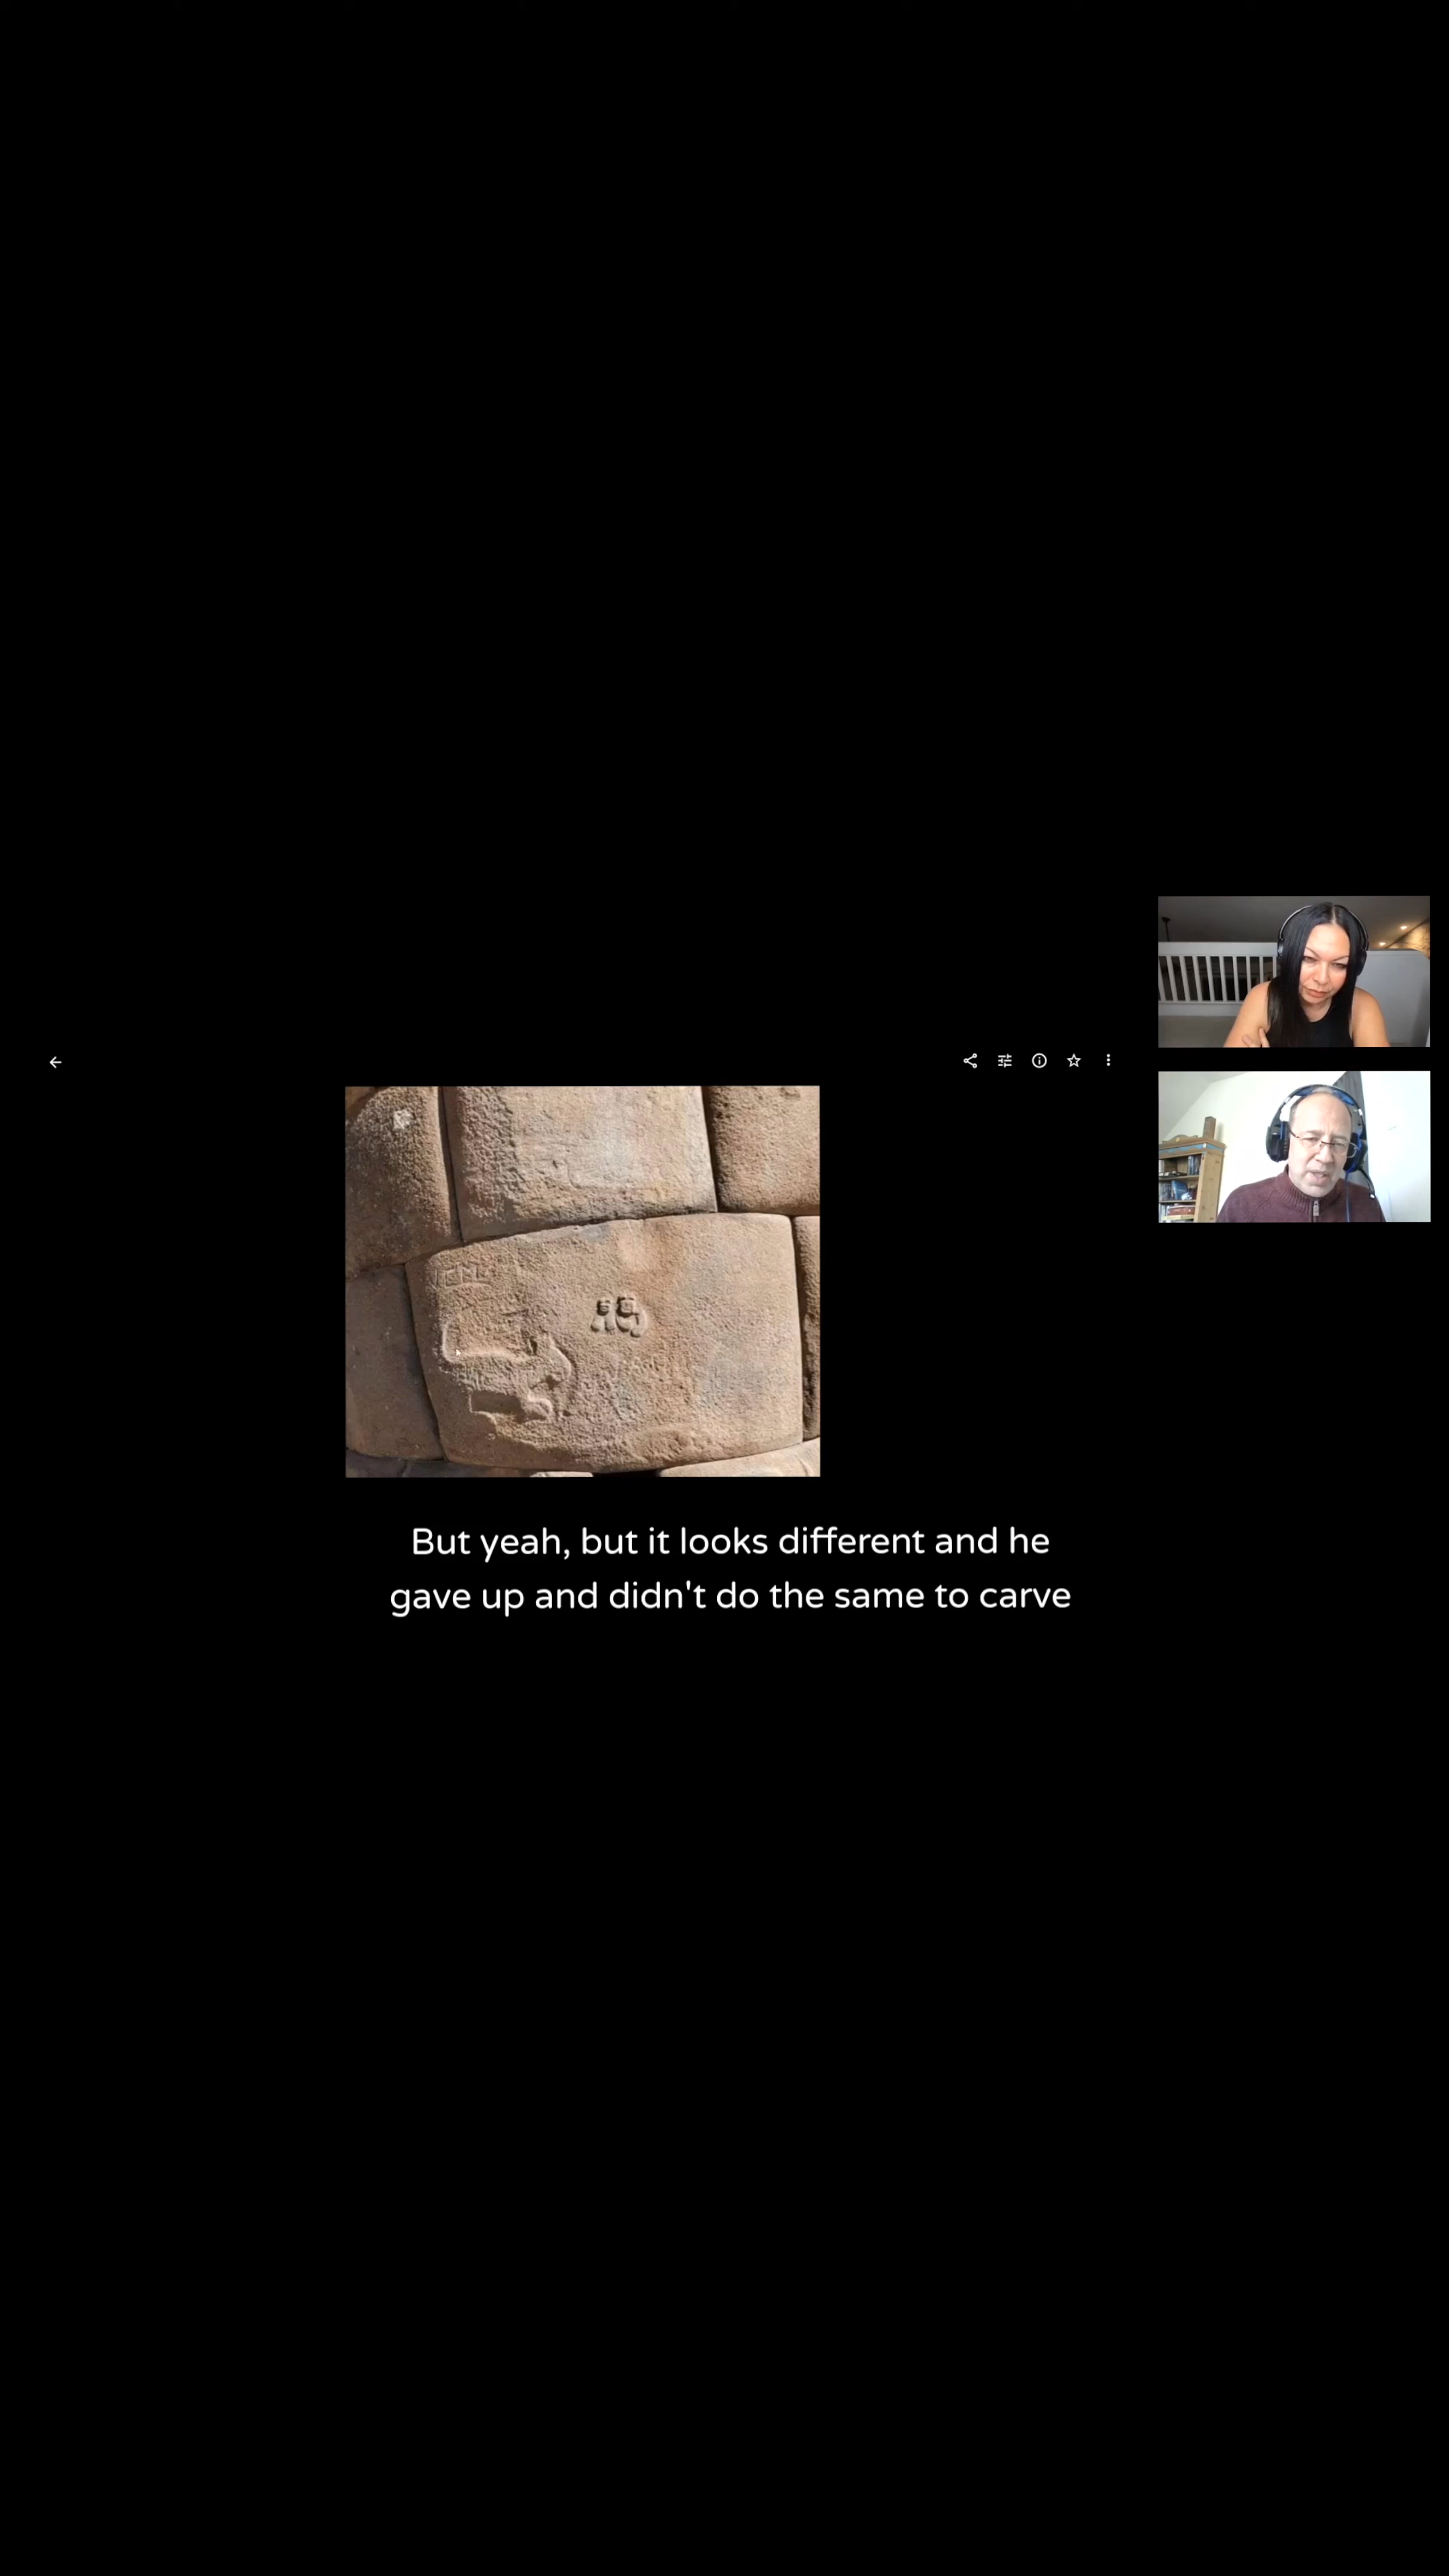 But yeah, but it looks different and he
gave up and didn't do the same to carve